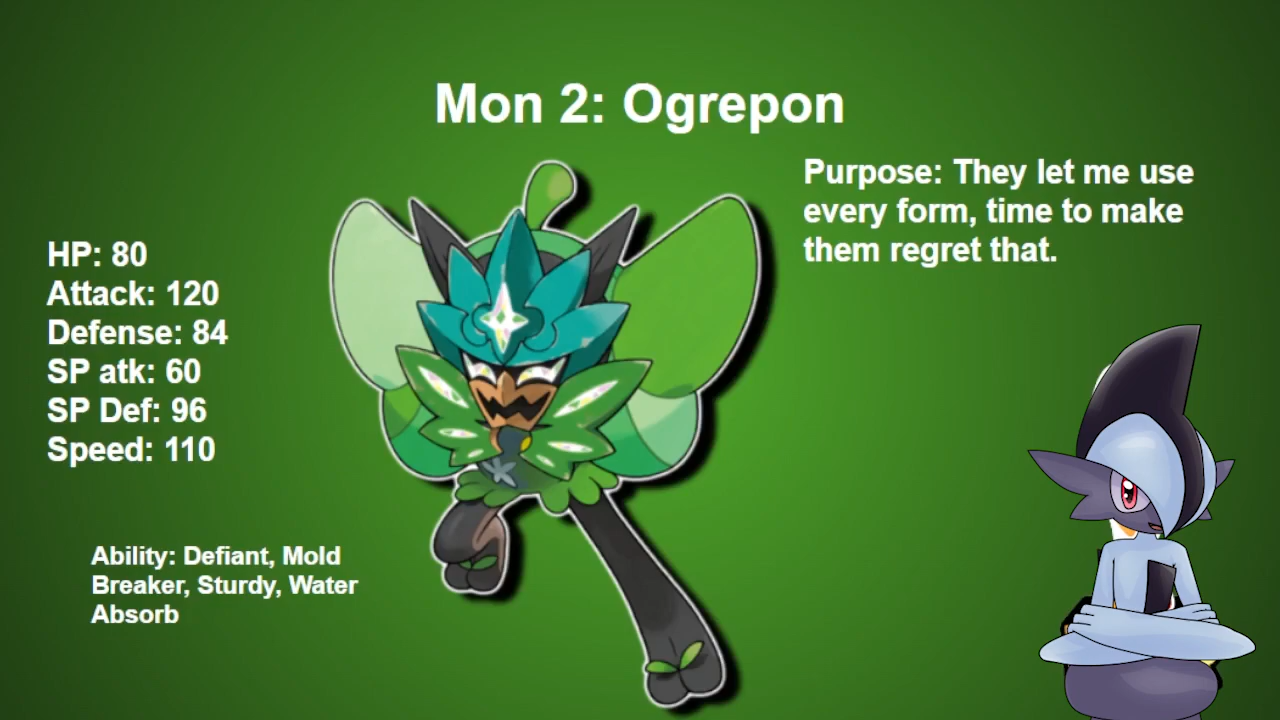 Mon 2: Ogrepon
Purpose: They let me use
every form, time to make
them regret that.
HP: 80
Attack: 120
Defense: 84
SP atk: 60
SP Def: 96
Speed: 110
Ability: Defiant, Mold
Breaker, Sturdy, Water
Absorb